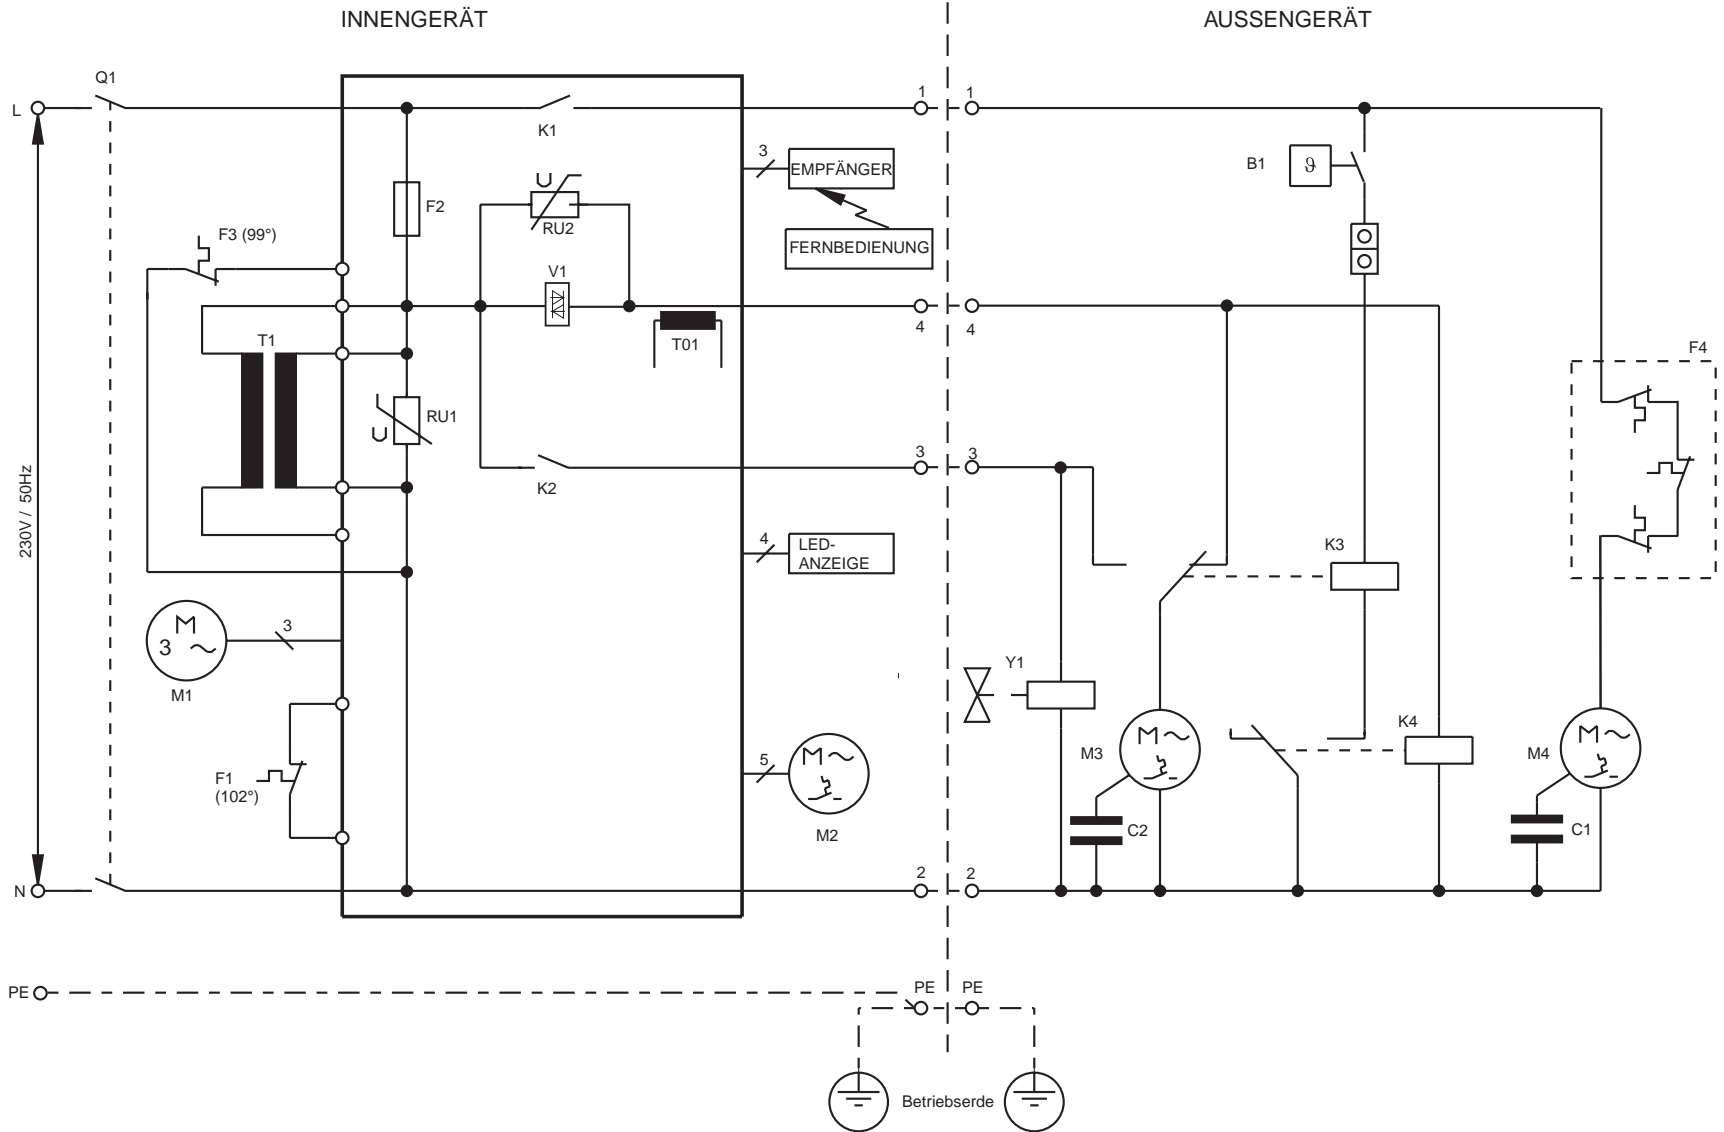 INNENGERÄT
AUSSENGERÄT
Q1
L
1
1
K1
3
EMPFÄNGER
B1
ϑ
F2
U
RU2
F3 (99°)
FERNBEDIENUNG
V1
4
4
T1
T01
F4
RU1
U
3
3
K2
230V / 50Hz
4
LED-
ANZEIGE
K3
M
3
3
M1
Y1
K4
F1
(102°)
5
M
M2
M3
M
M4
M
C2
C1
N
2
2
PE
PE
PE
Betriebserde